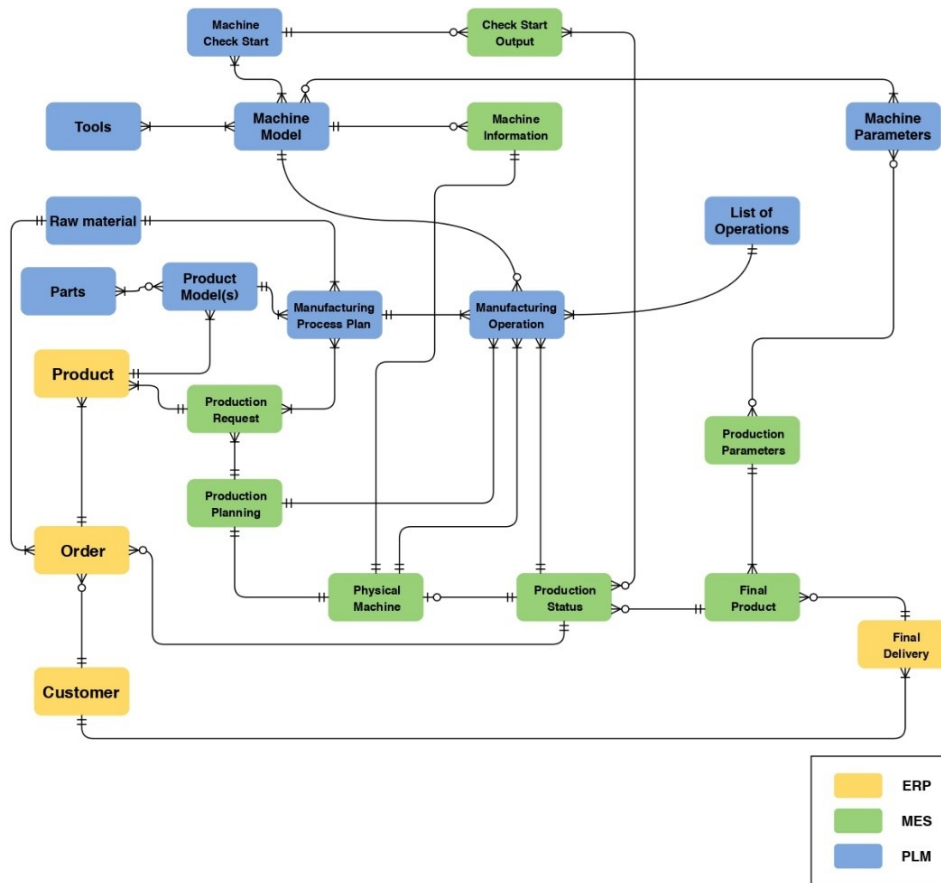 Machine
Check Start
Check Start
Output
Tools
Machine
Model
Machine
Information
Machine
Parameters
Raw material
List of
Operations
Parts
Product
Model(s)
Manufacturing
Process Plan
Manufacturing
Operation
Product
Production
Request
Production
Parameters
Production
Planning
Order
Physical
Machine
Production
Status
Final
Product
Final
Delivery
Customer
ERP
MES
PLM